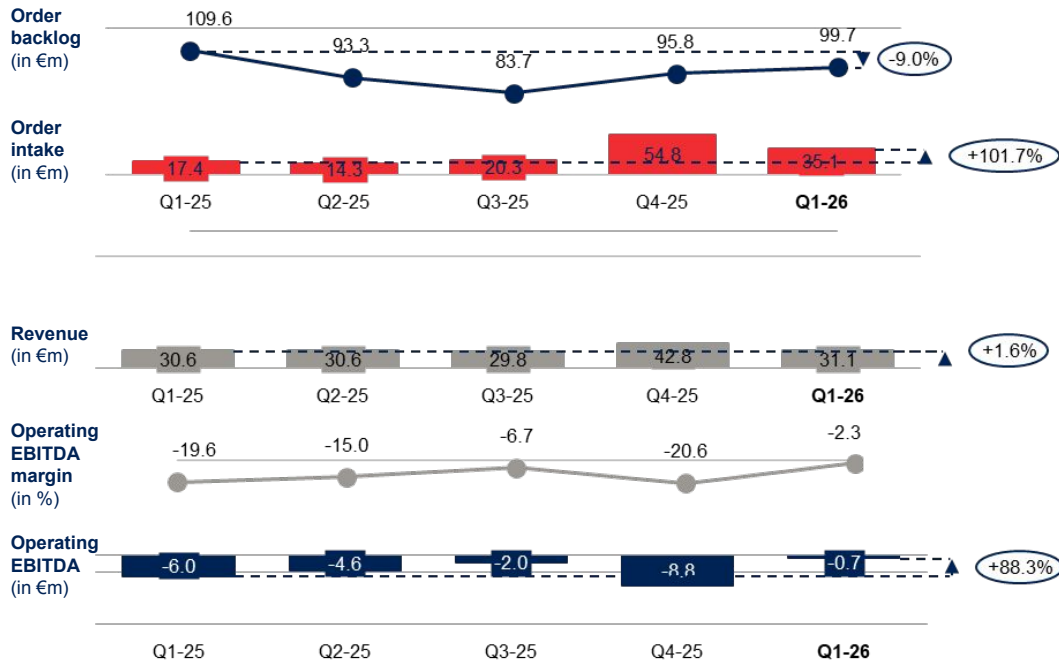 Order
backlog
(in €m)
109.6
93.3
83.7
95.8
99.7
-9.0%
Order
intake
(in €m)
17.4
14.3
20.3
54.8
35.1
+101.7%
Q1-25
Q2-25
Q3-25
Q4-25
Q1-26
Revenue
(in €m)
30.6
30.6
29.8
42.8
31.1
+1.6%
Q1-25
Q2-25
Q3-25
Q4-25
Q1-26
Operating
EBITDA
margin
(in %)
-19.6
-15.0
-6.7
-20.6
-2.3
Operating
EBITDA
(in €m)
-6.0
-4.6
-2.0
-8.8
-0.7
+88.3%
Q1-25
Q2-25
Q3-25
Q4-25
Q1-26